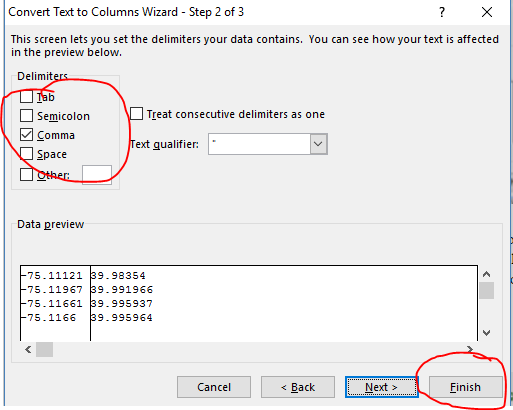 Convert Text to Columns Wizard - Step 2 of 3
?
This screen lets you set the delimiters your data contains. You can see how your text is affected
in the preview below.
Delimiters
Tab
Semicolon
Comma
Space
Other:
Treat consecutive delimiters as one
Text qualifier: "
Data preview
-75.11121 39.98354
-75.11967 39.991966
-75.11661 39.995937
-75.1166 39.995964
Cancel < Back Next > Finish